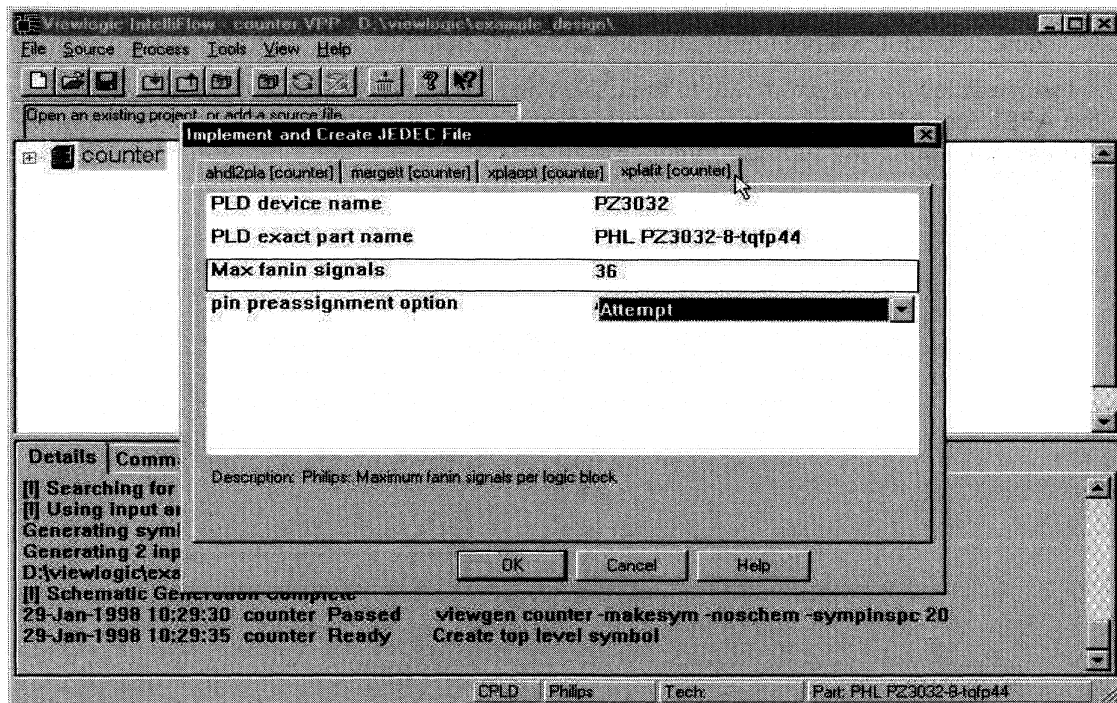 Viewlogic IntelliFlow - counter.VPP - D:\viewlogic\example_design\
File Source Process Tools View Help
Open an existing project, or add a source file.
counter
Implement and Create JEDEC File
ahdl2pla [counter] mergett [counter] xplaopt [counter] xplafit [counter]
PLD device name PZ3032
PLD exact part name PHL PZ3032-8-tqfp44
Max fanin signals 36
pin preassignment option Attempt
Description: Philips: Maximum fanin signals per logic block.
OK Cancel Help
Details Comm
[I] Searching for
[I] Using Input
Generating
Generating 2
D:\viewlogic\exa
[I] Schematic Generation Complete
29-Jan-1998 10:29:30 counter Passed viewgen counter -makesym -noschem -sympinspc 20
29-Jan-1998 10:29:35 counter Ready Create top level symbol
CPLD Philips Tech: Part: PHL PZ3032-8-tqfp44